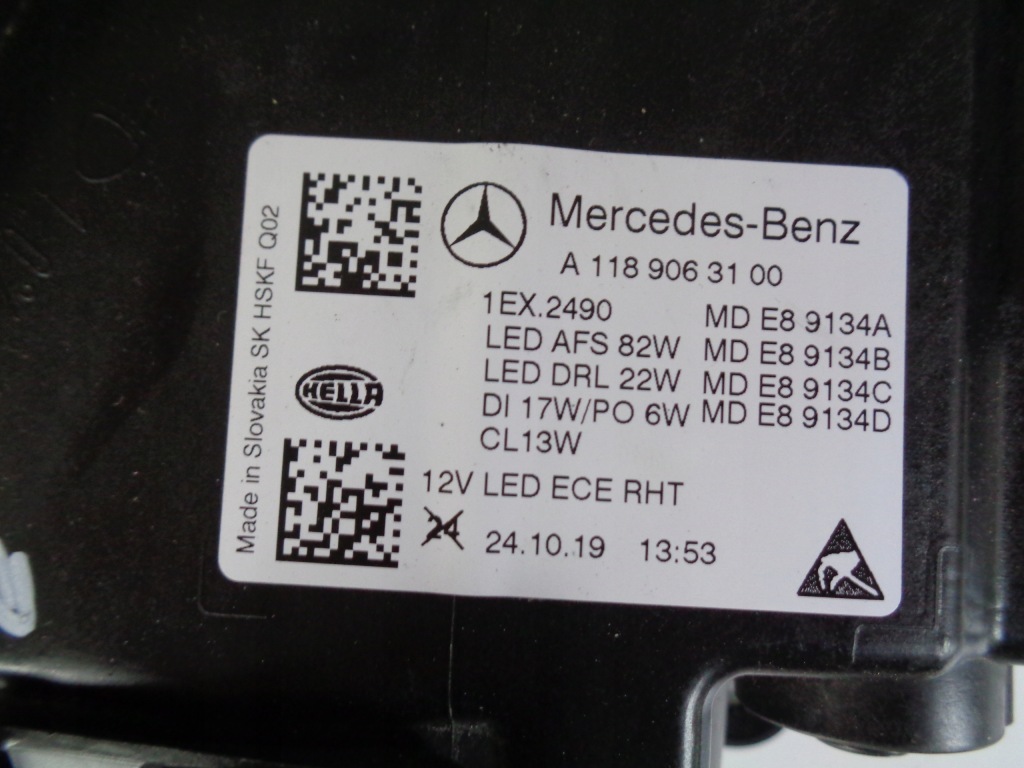 Mercedes-Benz
A 118 906 31 00
1EX.2490 MD E8 9134A
LED AFS 82W MD E8 9134B
LED DRL 22W MD E8 9134C
DI 17W/PO 6W MD E8 9134D
CL13W
12V LED ECE RHT
24 24.10.19 13:53
HELLA
Made in Slovakia SK HSKF Q02